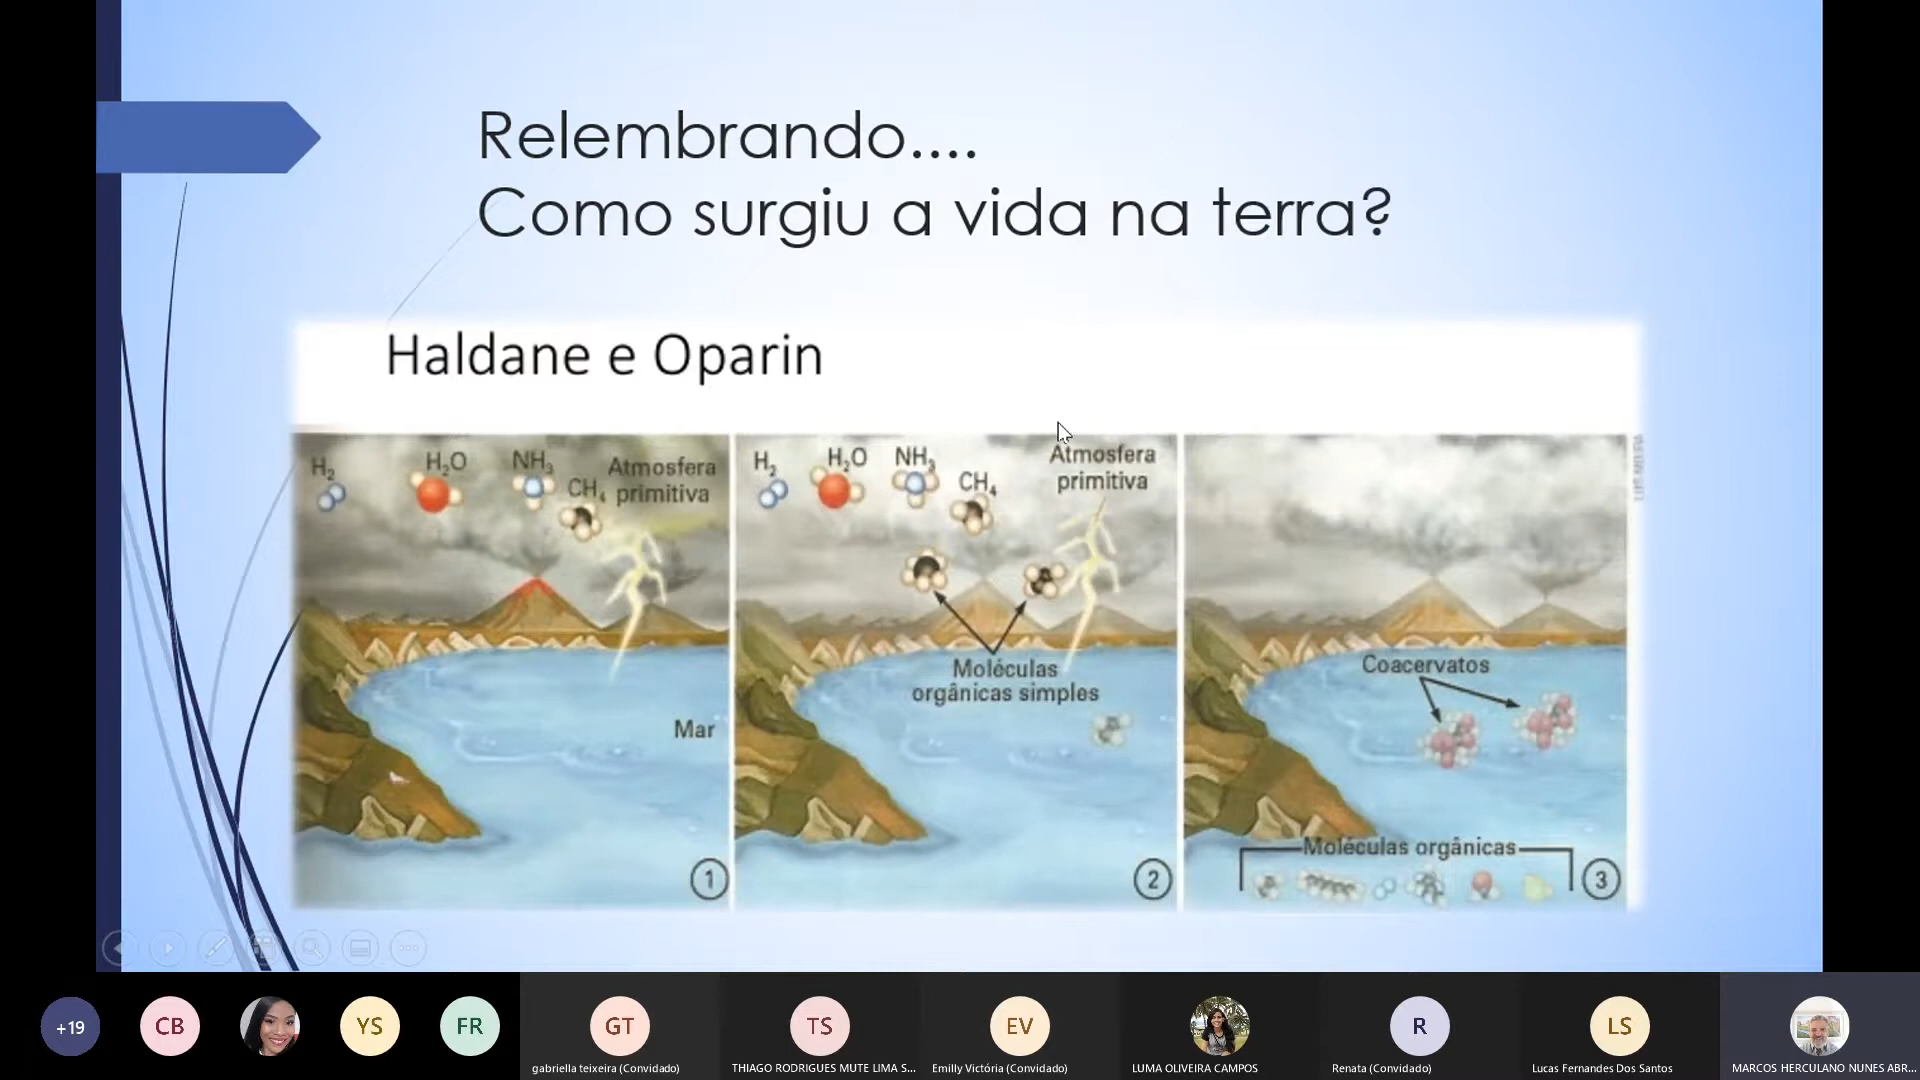 Relembrando....
Como surgiu a vida na terra?
Haldane e Oparin
H₂
H₂O
NH₃
CH₄
Atmosfera
primitiva
Mar
1
H₂
H₂O
NH₃
CH₄
Atmosfera
primitiva
Moléculas
orgânicas simples
2
Coacervatos
Moléculas orgânicas
3
+19
CB
YS
FR
GT
gabriella teixeira (Convidado)
TS
THIAGO RODRIGUES MUTE LIMA S...
EV
Emilly Victória (Convidado)
LUMA OLIVEIRA CAMPOS
R
Renata (Convidado)
LS
Lucas Fernandes Dos Santos
MARCOS HERCULANO NUNES ABR...